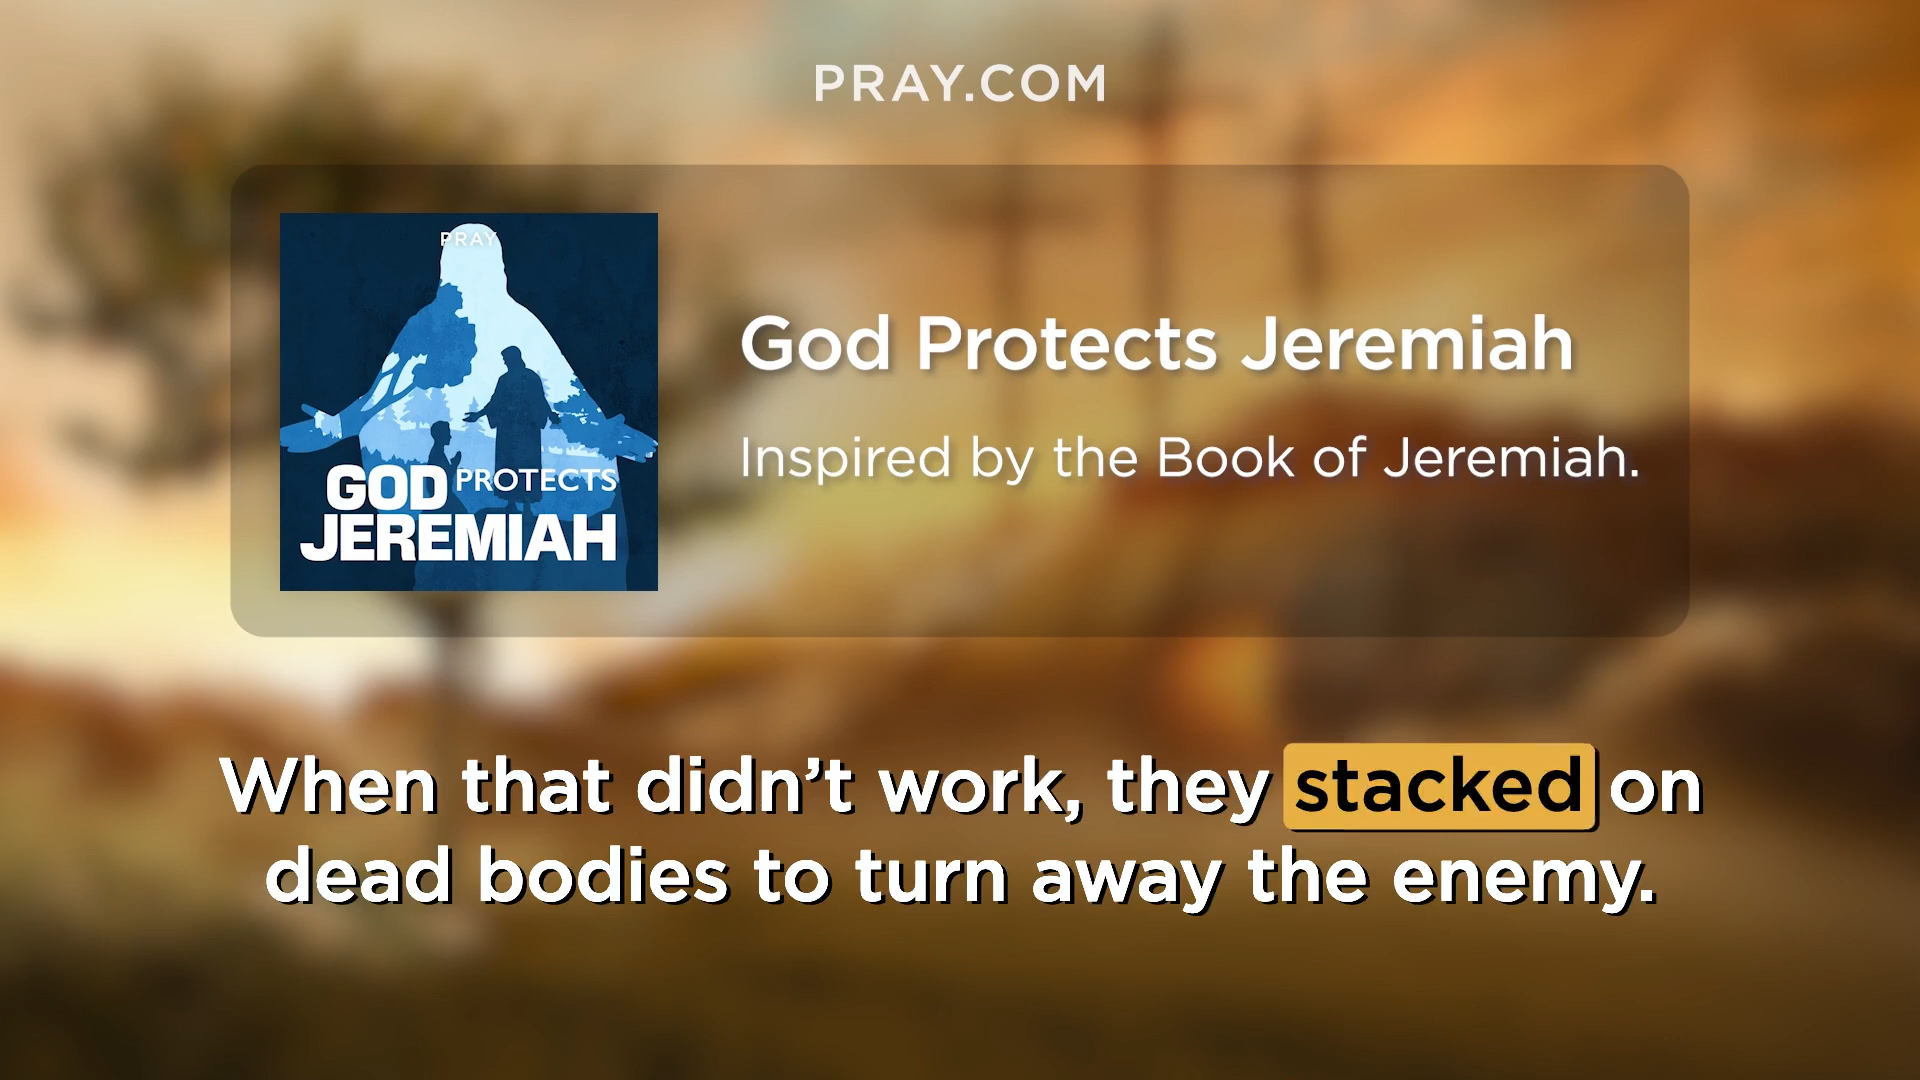 PRAY.COM
PRAY
GOD PROTECTS
JEREMIAH
God Protects Jeremiah
Inspired by the Book of Jeremiah.
When that didn’t work, they stacked on
dead bodies to turn away the enemy.